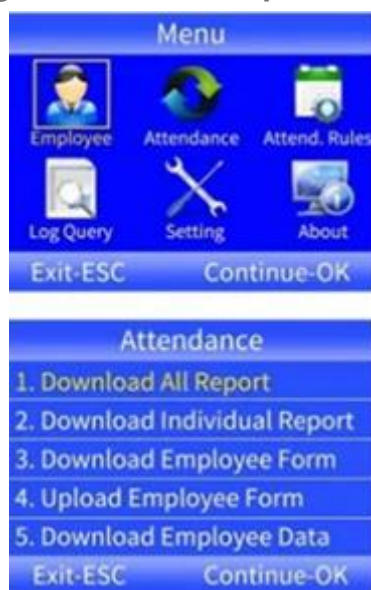 Menu
Employee Attendance Attend. Rules
Log Query Setting About
Exit-ESC Continue-OK
Attendance
1. Download All Report
2. Download Individual Report
3. Download Employee Form
4. Upload Employee Form
5. Download Employee Data
Exit-ESC Continue-OK